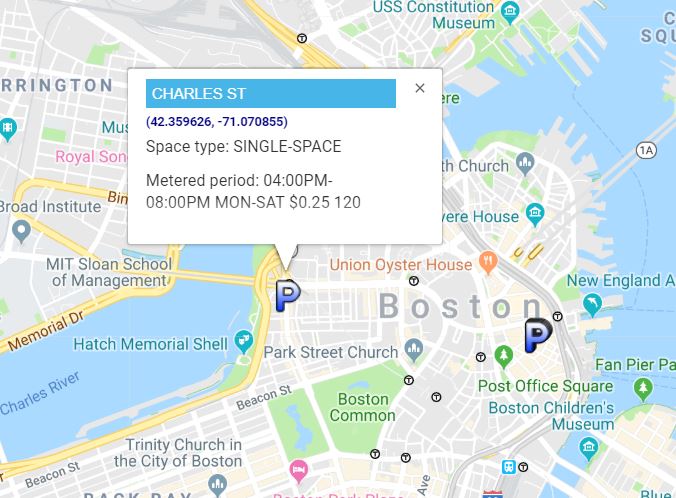 USS Constitution
Museum
C
SQU
RRINGTON
CHARLES ST
×
(42.359626, -71.070855)
Space type: SINGLE-SPACE
Metered period: 04:00PM-
08:00PM MON-SAT $0.25 120
ere
1A
Mus
Royal Son
th Church
Broad Institute
vere House
MIT Sloan School
of Management
Union Oyster House
New England A
P
Boston
T
Memorial Dr
Hatch Memorial Shell
P
Park Street Church
Fan Pier Pa
Charles River
Post Office Square
Beacon St
Boston
Common
Boston Children's
Museum
Trinity Church in
the City of Boston
Beacon St
BACK BAY
Boston Park Plaza
Ave